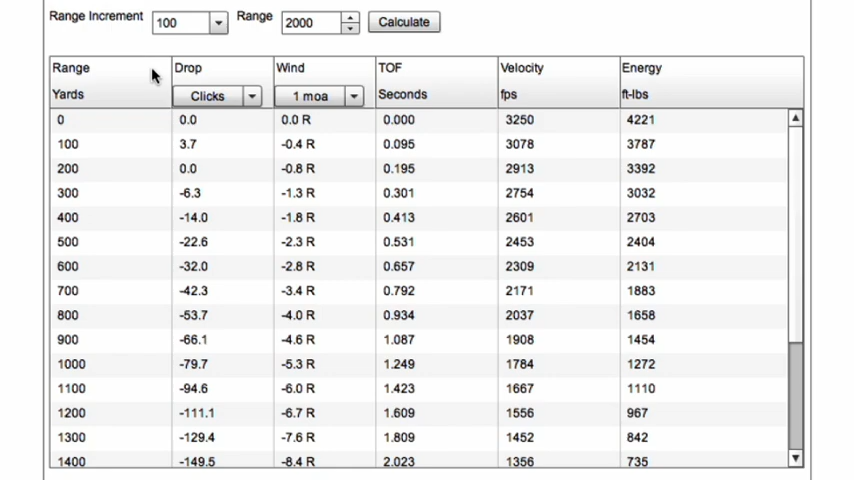 Range Increment 100 Range 2000 Calculate
Range Drop Wind TOF Velocity Energy
Yards Clicks 1 moa Seconds fps ft-lbs
0 0.0 0.0 R 0.000 3250 4221
100 3.7 -0.4 R 0.095 3078 3787
200 0.0 -0.8 R 0.195 2913 3392
300 -6.3 -1.3 R 0.301 2754 3032
400 -14.0 -1.8 R 0.413 2601 2703
500 -22.6 -2.3 R 0.531 2453 2404
600 -32.0 -2.8 R 0.657 2309 2131
700 -42.3 -3.4 R 0.792 2171 1883
800 -53.7 -4.0 R 0.934 2037 1658
900 -66.1 -4.6 R 1.087 1908 1454
1000 -79.7 -5.3 R 1.249 1784 1272
1100 -94.6 -6.0 R 1.423 1667 1110
1200 -111.1 -6.7 R 1.609 1556 967
1300 -129.4 -7.6 R 1.809 1452 842
1400 -149.5 -8.4 R 2.023 1356 735